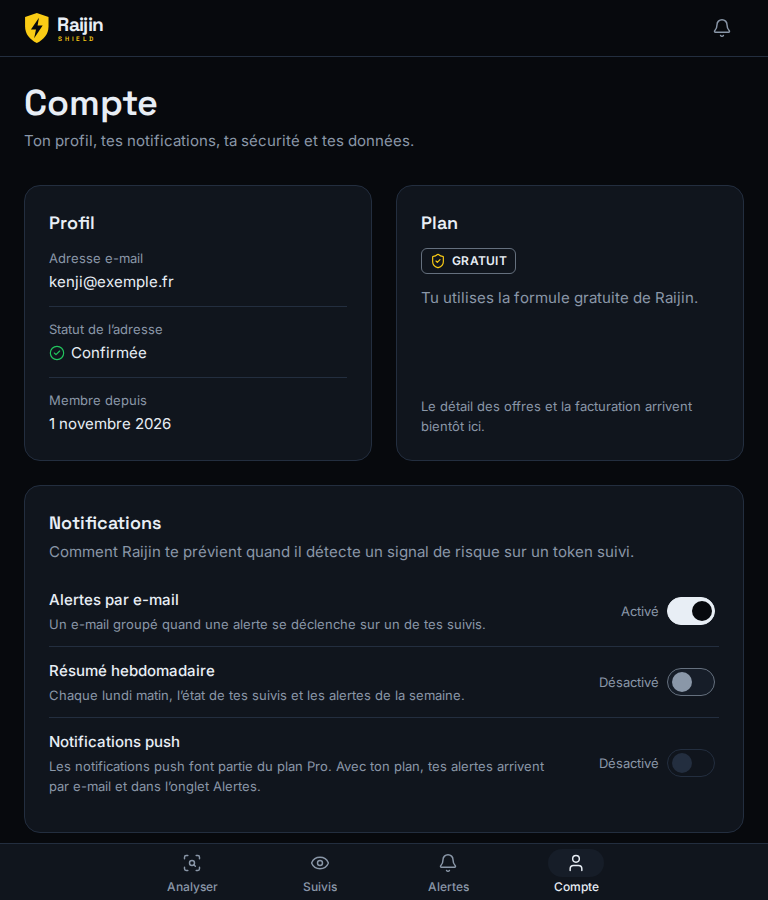 Raijin
SHIELD
Compte
Ton profil, tes notifications, ta sécurité et tes données.
Profil
Adresse e-mail
kenji@exemple.fr
Statut de l’adresse
Confirmée
Membre depuis
1 novembre 2026
Plan
GRATUIT
Tu utilises la formule gratuite de Raijin.
Le détail des offres et la facturation arrivent
bientôt ici.
Notifications
Comment Raijin te prévient quand il détecte un signal de risque sur un token suivi.
Alertes par e-mail
Un e-mail groupé quand une alerte se déclenche sur un de tes suivis.
Activé
Résumé hebdomadaire
Chaque lundi matin, l’état de tes suivis et les alertes de la semaine.
Désactivé
Notifications push
Les notifications push font partie du plan Pro. Avec ton plan, tes alertes arrivent
par e-mail et dans l’onglet Alertes.
Désactivé
Analyser
Suivis
Alertes
Compte